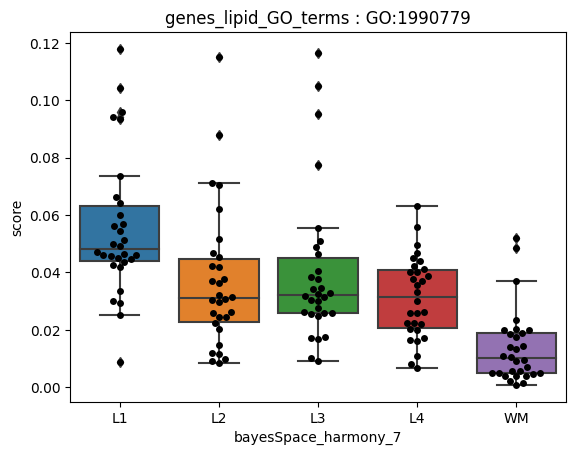 genes_lipid_GO_terms : GO:1990779
0.12
0.10
0.08
0.06
0.04
0.02
0.00
score
L1 L2 L3 L4 WM
bayesSpace_harmony_7